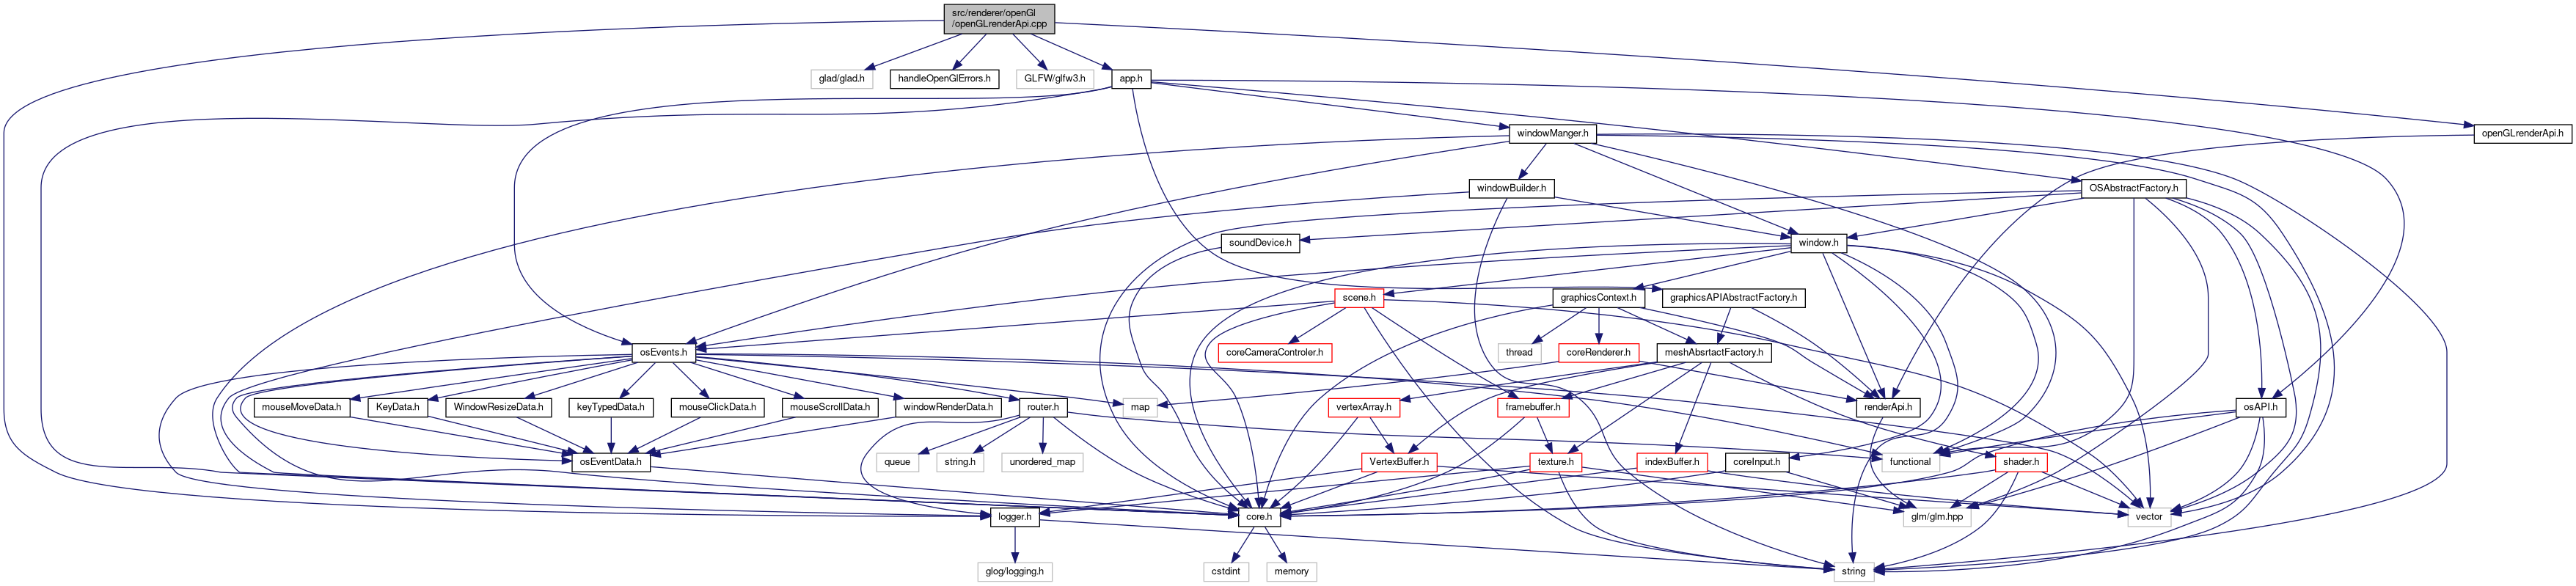 src/renderer/openGl
/openGLrenderApi.cpp
glad/glad.h
handleOpenGlErrors.h
GLFW/glfw3.h
app.h
windowManger.h
openGLrenderApi.h
windowBuilder.h
OSAbstractFactory.h
soundDevice.h
window.h
scene.h
graphicsContext.h
graphicsAPIAbstractFactory.h
osEvents.h
coreCameraControler.h
thread
coreRenderer.h
meshAbsrtactFactory.h
mouseMoveData.h
KeyData.h
WindowResizeData.h
keyTypedData.h
mouseClickData.h
mouseScrollData.h
windowRenderData.h
router.h
map
vertexArray.h
framebuffer.h
renderApi.h
osAPI.h
osEventData.h
queue
string.h
unordered_map
VertexBuffer.h
texture.h
indexBuffer.h
coreInput.h
functional
shader.h
logger.h
core.h
glm/glm.hpp
vector
glog/logging.h
cstdint
memory
string